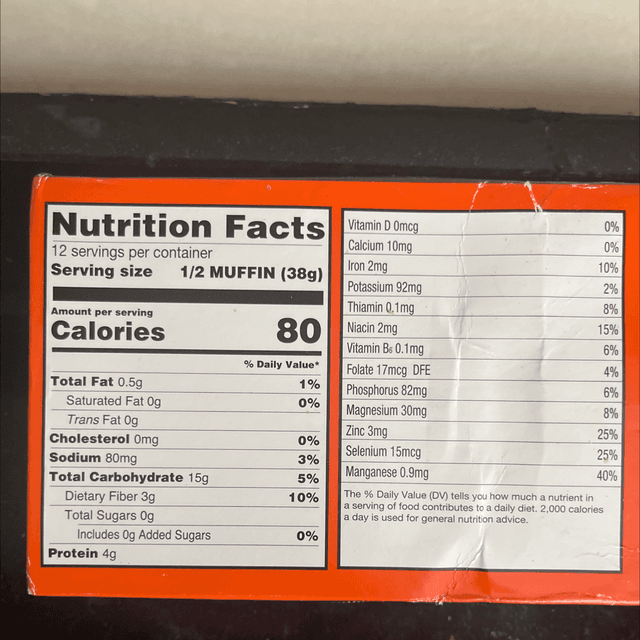 Nutrition Facts
12 servings per container
Serving size 1/2 MUFFIN (38g)
Amount per serving
Calories 80
% Daily Value*
Total Fat 0.5g 1%
Saturated Fat 0g 0%
Trans Fat 0g
Cholesterol 0mg 0%
Sodium 80mg 3%
Total Carbohydrate 15g 5%
Dietary Fiber 3g 10%
Total Sugars 0g
Includes 0g Added Sugars 0%
Protein 4g
Vitamin D 0mcg 0%
Calcium 10mg 0%
Iron 2mg 10%
Potassium 92mg 2%
Thiamin 0.1mg 8%
Niacin 2mg 15%
Vitamin B₆ 0.1mg 6%
Folate 17mcg DFE 4%
Phosphorus 82mg 6%
Magnesium 30mg 8%
Zinc 3mg 25%
Selenium 15mcg 25%
Manganese 0.9mg 40%
The % Daily Value (DV) tells you how much a nutrient in
a serving of food contributes to a daily diet. 2,000 calories
a day is used for general nutrition advice.